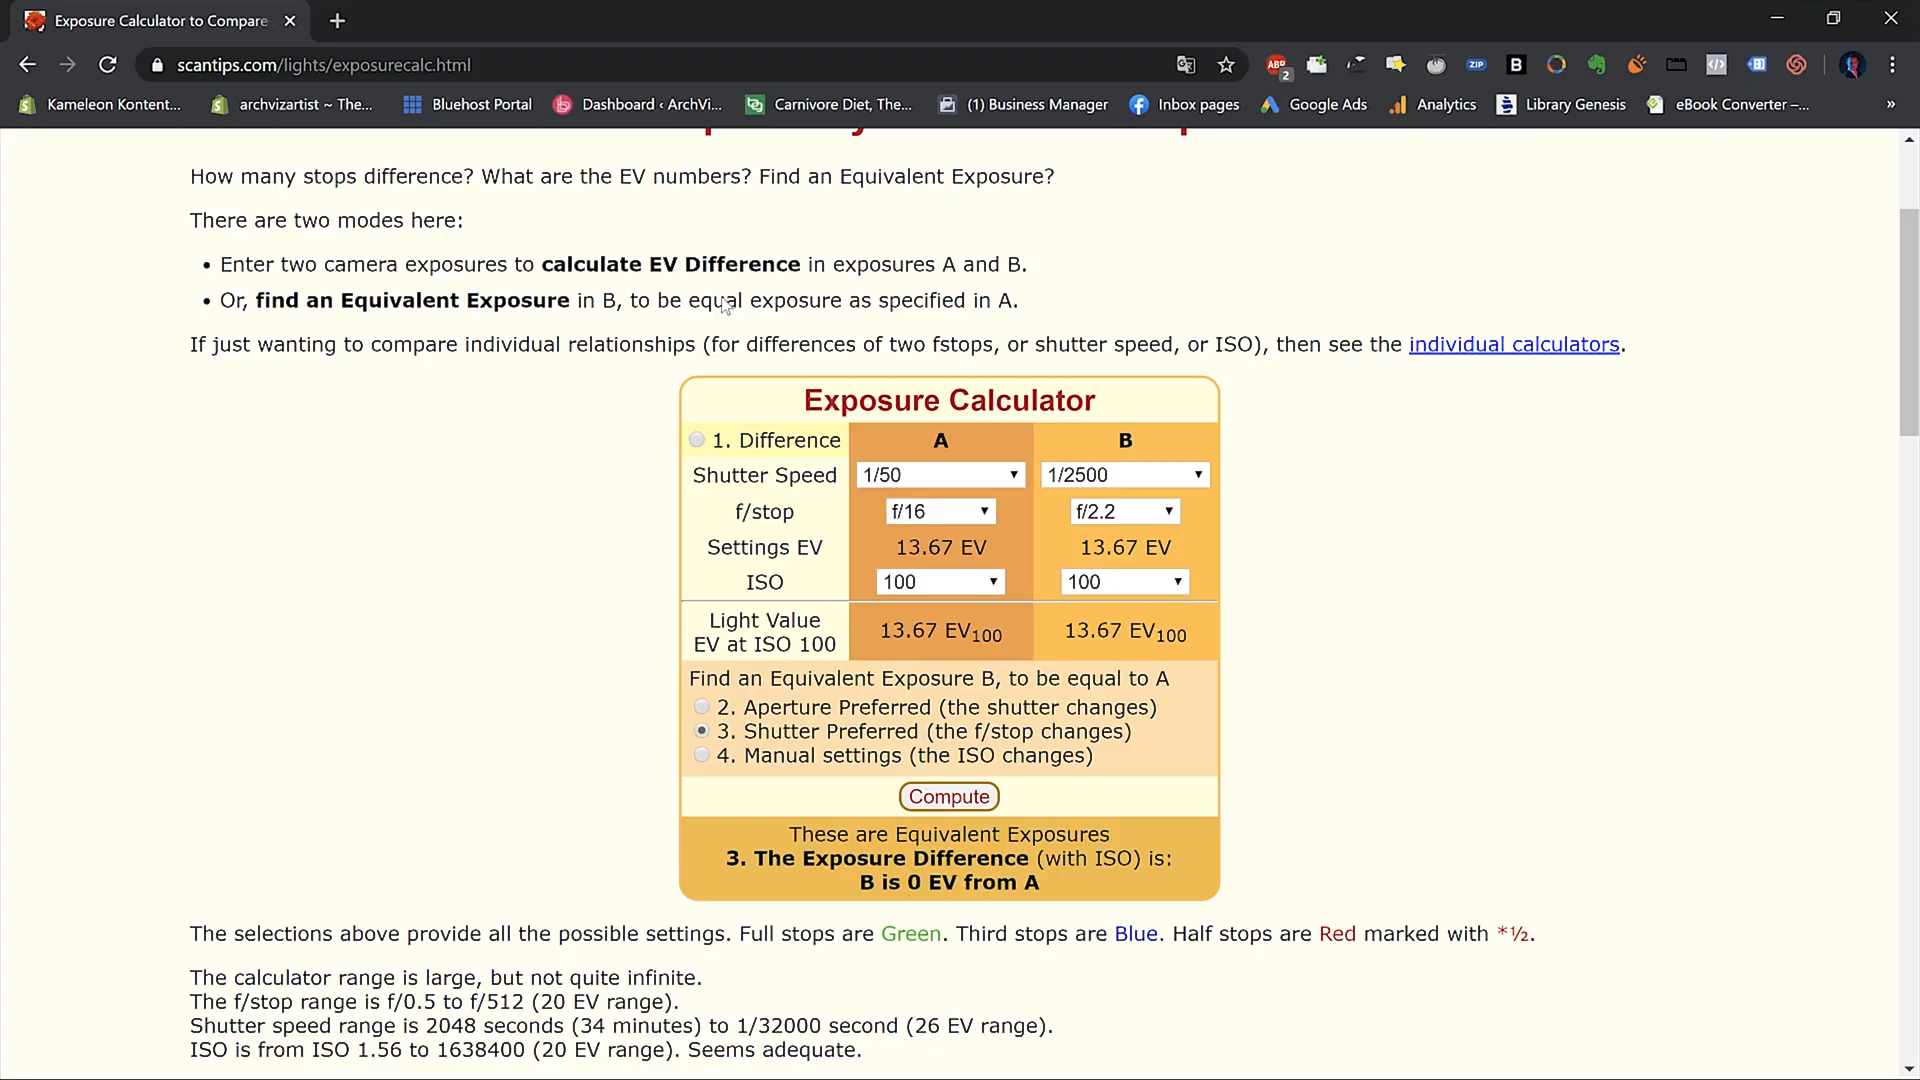 Exposure Calculator to Compare
scantips.com/lights/exposurecalc.html
ABP
2
ZIP
B
Kameleon Kontent...
archvizartist ~ The...
Bluehost Portal
Dashboard ‹ ArchVi...
Carnivore Diet, The...
(1) Business Manager
Inbox pages
Google Ads
Analytics
Library Genesis
eBook Converter –...
»
How many stops difference? What are the EV numbers? Find an Equivalent Exposure?
There are two modes here:
• Enter two camera exposures to calculate EV Difference in exposures A and B.
• Or, find an Equivalent Exposure in B, to be equal exposure as specified in A.
If just wanting to compare individual relationships (for differences of two fstops, or shutter speed, or ISO), then see the individual calculators.
Exposure Calculator
1. Difference A B
Shutter Speed 1/50 1/2500
f/stop f/16 f/2.2
Settings EV 13.67 EV 13.67 EV
ISO 100 100
Light Value
EV at ISO 100 13.67 EV100 13.67 EV100
Find an Equivalent Exposure B, to be equal to A
2. Aperture Preferred (the shutter changes)
3. Shutter Preferred (the f/stop changes)
4. Manual settings (the ISO changes)
Compute
These are Equivalent Exposures
3. The Exposure Difference (with ISO) is:
B is 0 EV from A
The selections above provide all the possible settings. Full stops are Green. Third stops are Blue. Half stops are Red marked with *½.
The calculator range is large, but not quite infinite.
The f/stop range is f/0.5 to f/512 (20 EV range).
Shutter speed range is 2048 seconds (34 minutes) to 1/32000 second (26 EV range).
ISO is from ISO 1.56 to 1638400 (20 EV range). Seems adequate.